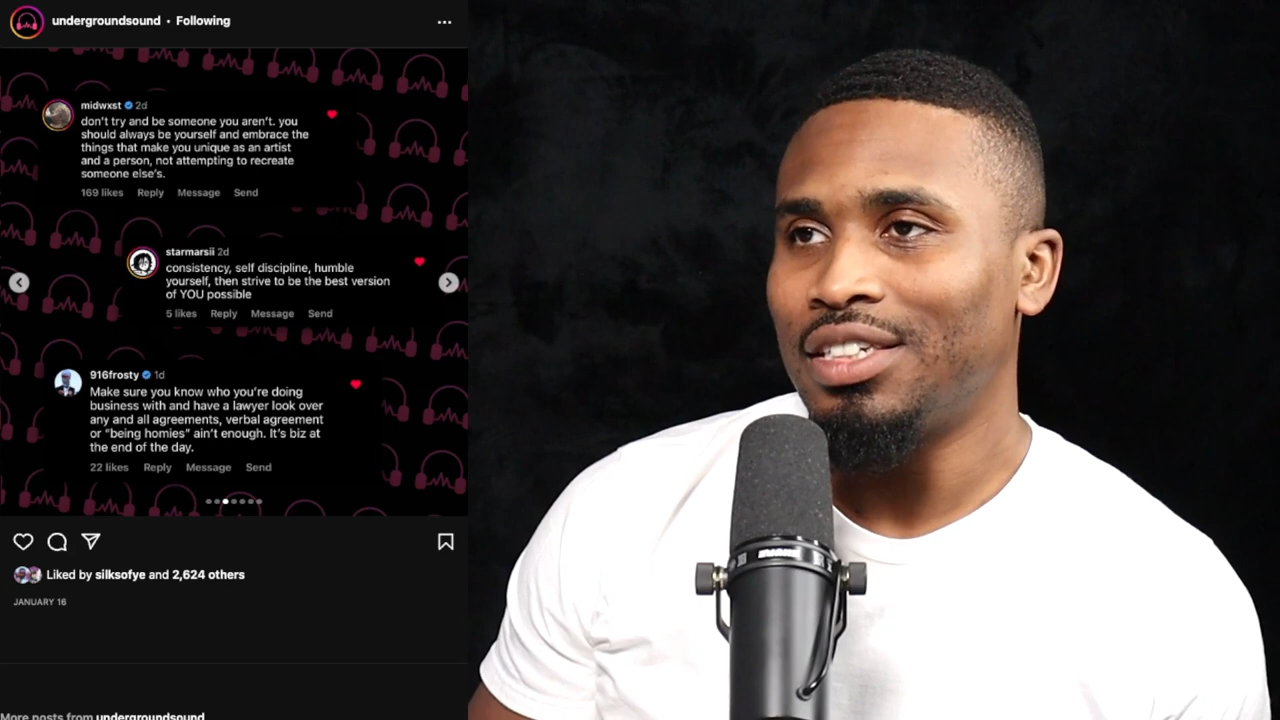 undergroundsound • Following
midwxst 2d
don't try and be someone you aren't. you
should always be yourself and embrace the
things that make you unique as an artist
and a person, not attempting to recreate
someone else's.
169 likes Reply Message Send
starmarsii 2d
consistency, self discipline, humble
yourself, then strive to be the best version
of YOU possible
5 likes Reply Message Send
916frosty 1d
Make sure you know who you're doing
business with and have a lawyer look over
any and all agreements, verbal agreement
or "being homies" ain't enough. It's biz at
the end of the day.
22 likes Reply Message Send
Liked by silksofye and 2,624 others
JANUARY 16
More posts from undergroundsound